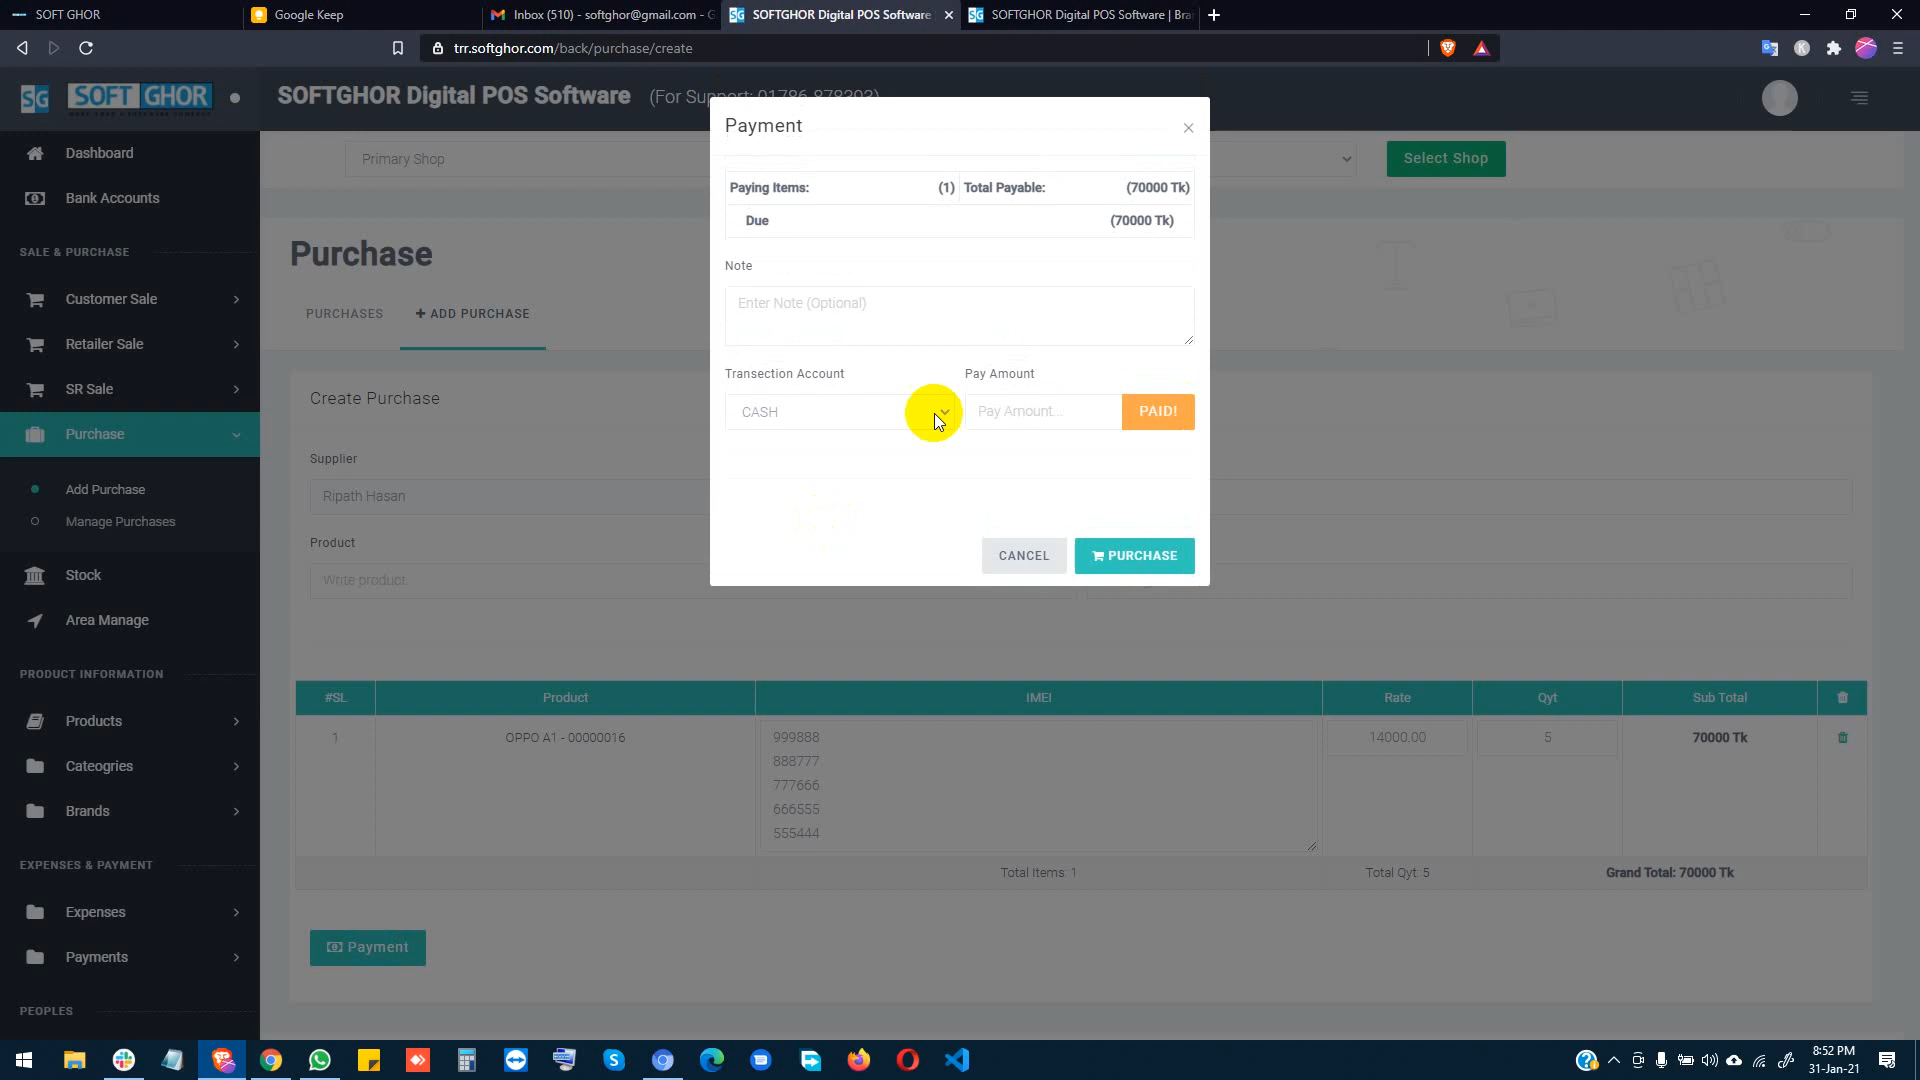 SOFT GHOR
Google Keep
Inbox (510) - softghor@gmail.com - G
SOFTGHOR Digital POS Software
SOFTGHOR Digital POS Software | Bra
trr.softghor.com/back/purchase/create
SG SOFT GHOR
SOFTGHOR Digital POS Software (For Support: 01786-878303)
Primary Shop
Select Shop
Dashboard
Bank Accounts
SALE & PURCHASE
Customer Sale
Retailer Sale
SR Sale
Purchase
Add Purchase
Manage Purchases
Stock
Area Manage
PRODUCT INFORMATION
Products
Cateogries
Brands
EXPENSES & PAYMENT
Expenses
Payments
PEOPLES
Purchase
PURCHASES
ADD PURCHASE
Create Purchase
Supplier
Ripath Hasan
Product
Write product.
Payment
×
Paying Items: (1) Total Payable: (70000 Tk)
Due (70000 Tk)
Note
Enter Note (Optional)
Transection Account Pay Amount
CASH Pay Amount... PAID!
CANCEL PURCHASE
#SL Product IMEI Rate Qyt Sub Total
1 OPPO A1 - 00000016 999888 14000.00 5 70000 Tk
888777
777666
666555
555444
Total Items: 1 Total Qyt: 5 Grand Total: 70000 Tk
Payment
8:52 PM
31-Jan-21